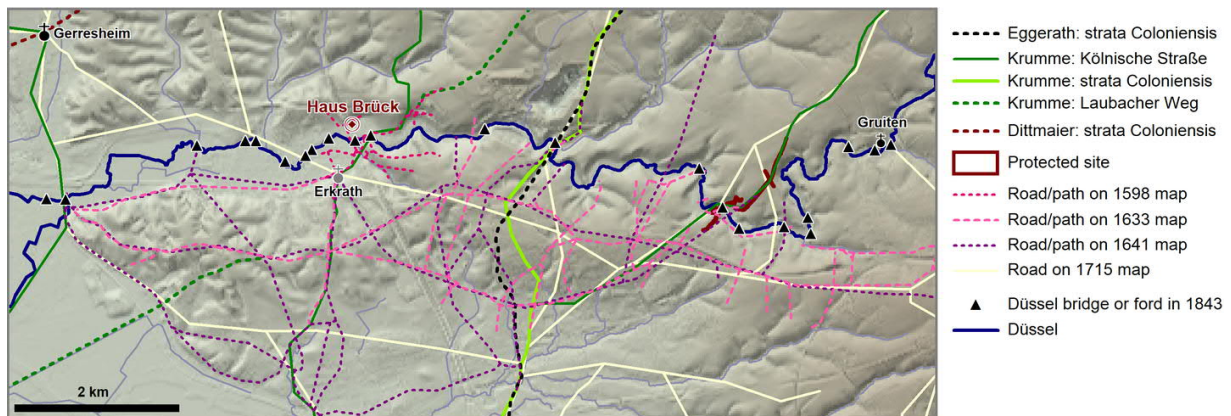 Gerresheim
Haus Brück
Erkrath
Gruiten
2 km
Eggerath: strata Coloniensis
Krumme: Kölnische Straße
Krumme: strata Coloniensis
Krumme: Laubacher Weg
Dittmaier: strata Coloniensis
Protected site
Road/path on 1598 map
Road/path on 1633 map
Road/path on 1641 map
Road on 1715 map
Düssel bridge or ford in 1843
Düssel